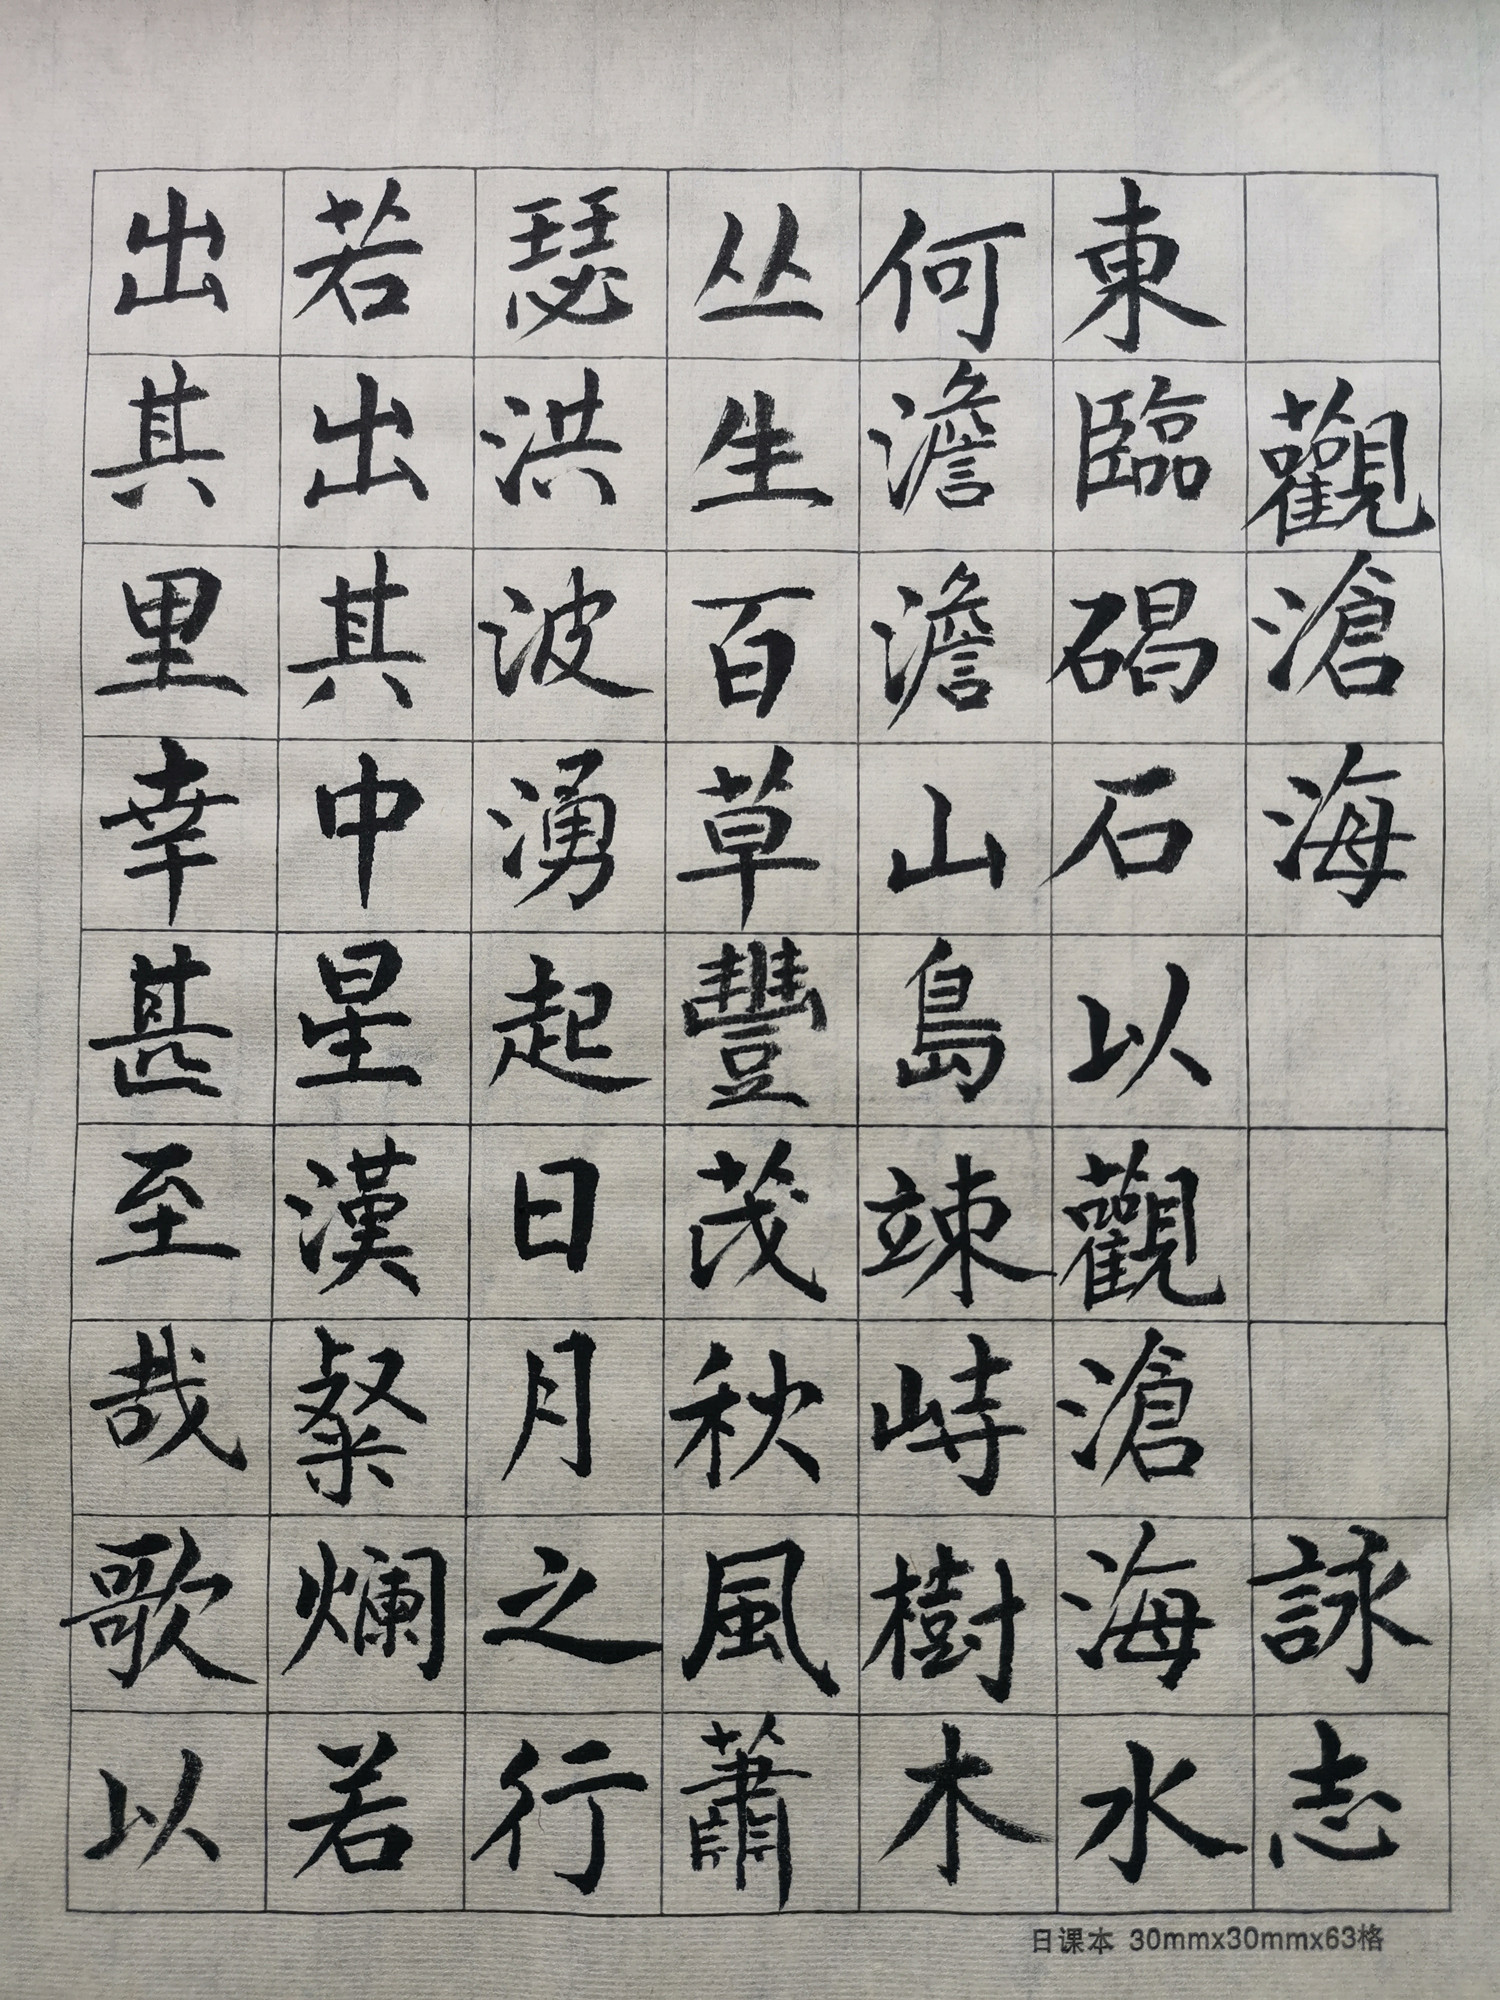 觀滄海詠志
東臨碣石以觀滄海水
何澹澹山島竦峙樹木
丛生百草豐茂秋風蕭
瑟洪波湧起日月之行
若出其中星漢粲爛若
出其里幸甚至哉歌以
日课本 30mmx30mmx63格